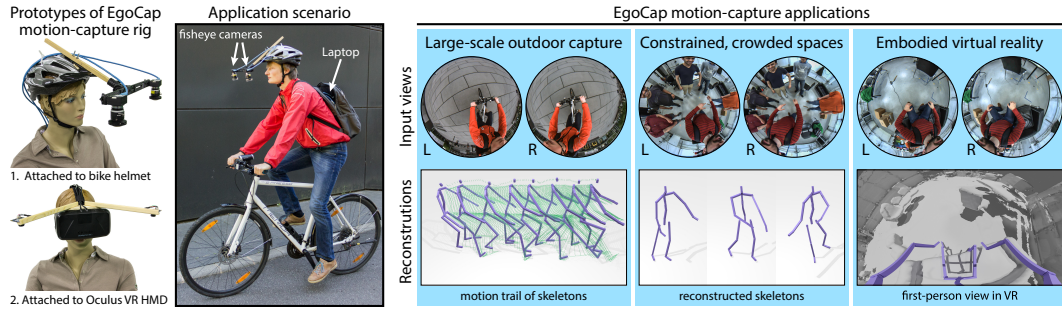 Prototypes of EgoCap
motion-capture rig
1. Attached to bike helmet
2. Attached to Oculus VR HMD
Application scenario
fisheye cameras
Laptop
EgoCap motion-capture applications
Large-scale outdoor capture
Constrained, crowded spaces
Embodied virtual reality
Input views
L
R
L
R
L
R
Reconstrutions
motion trail of skeletons
reconstructed skeletons
first-person view in VR